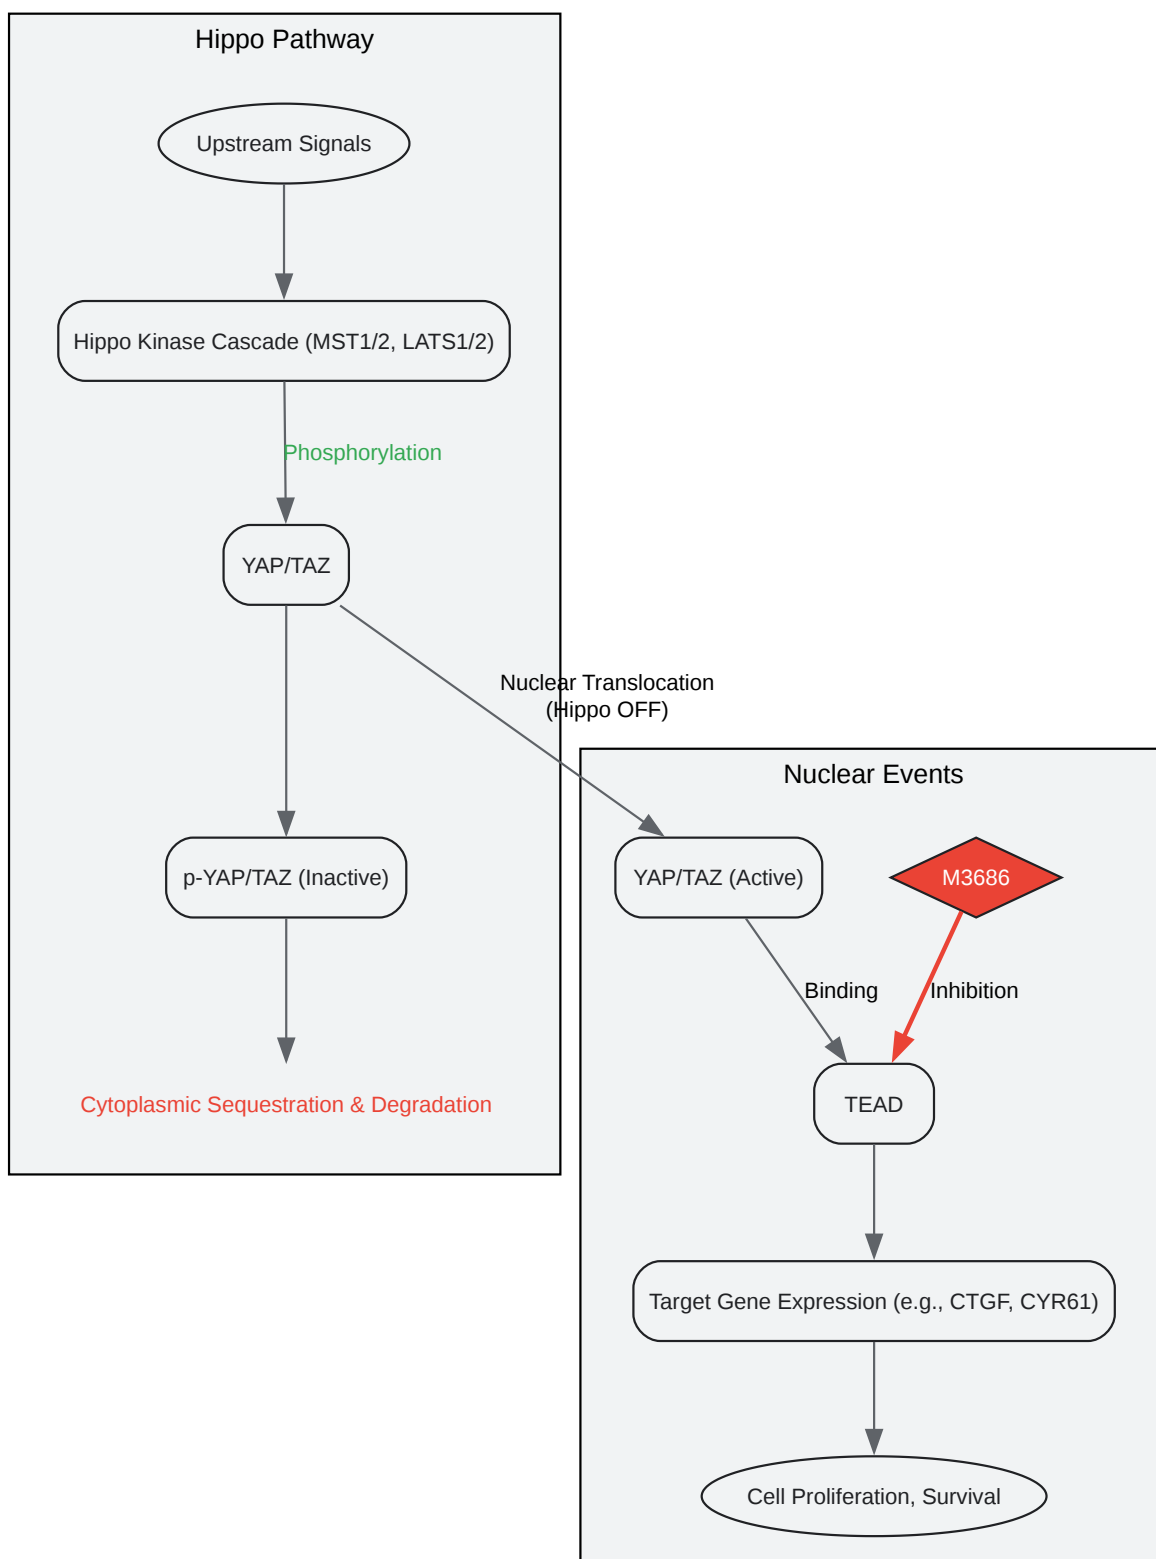 Hippo Pathway
Upstream Signals
Hippo Kinase Cascade (MST1/2, LATS1/2)
Phosphorylation
YAP/TAZ
Nuclear Translocation
(Hippo OFF)
p-YAP/TAZ (Inactive)
Cytoplasmic Sequestration & Degradation
Nuclear Events
YAP/TAZ (Active)
M3686
Binding
Inhibition
TEAD
Target Gene Expression (e.g., CTGF, CYR61)
Cell Proliferation, Survival